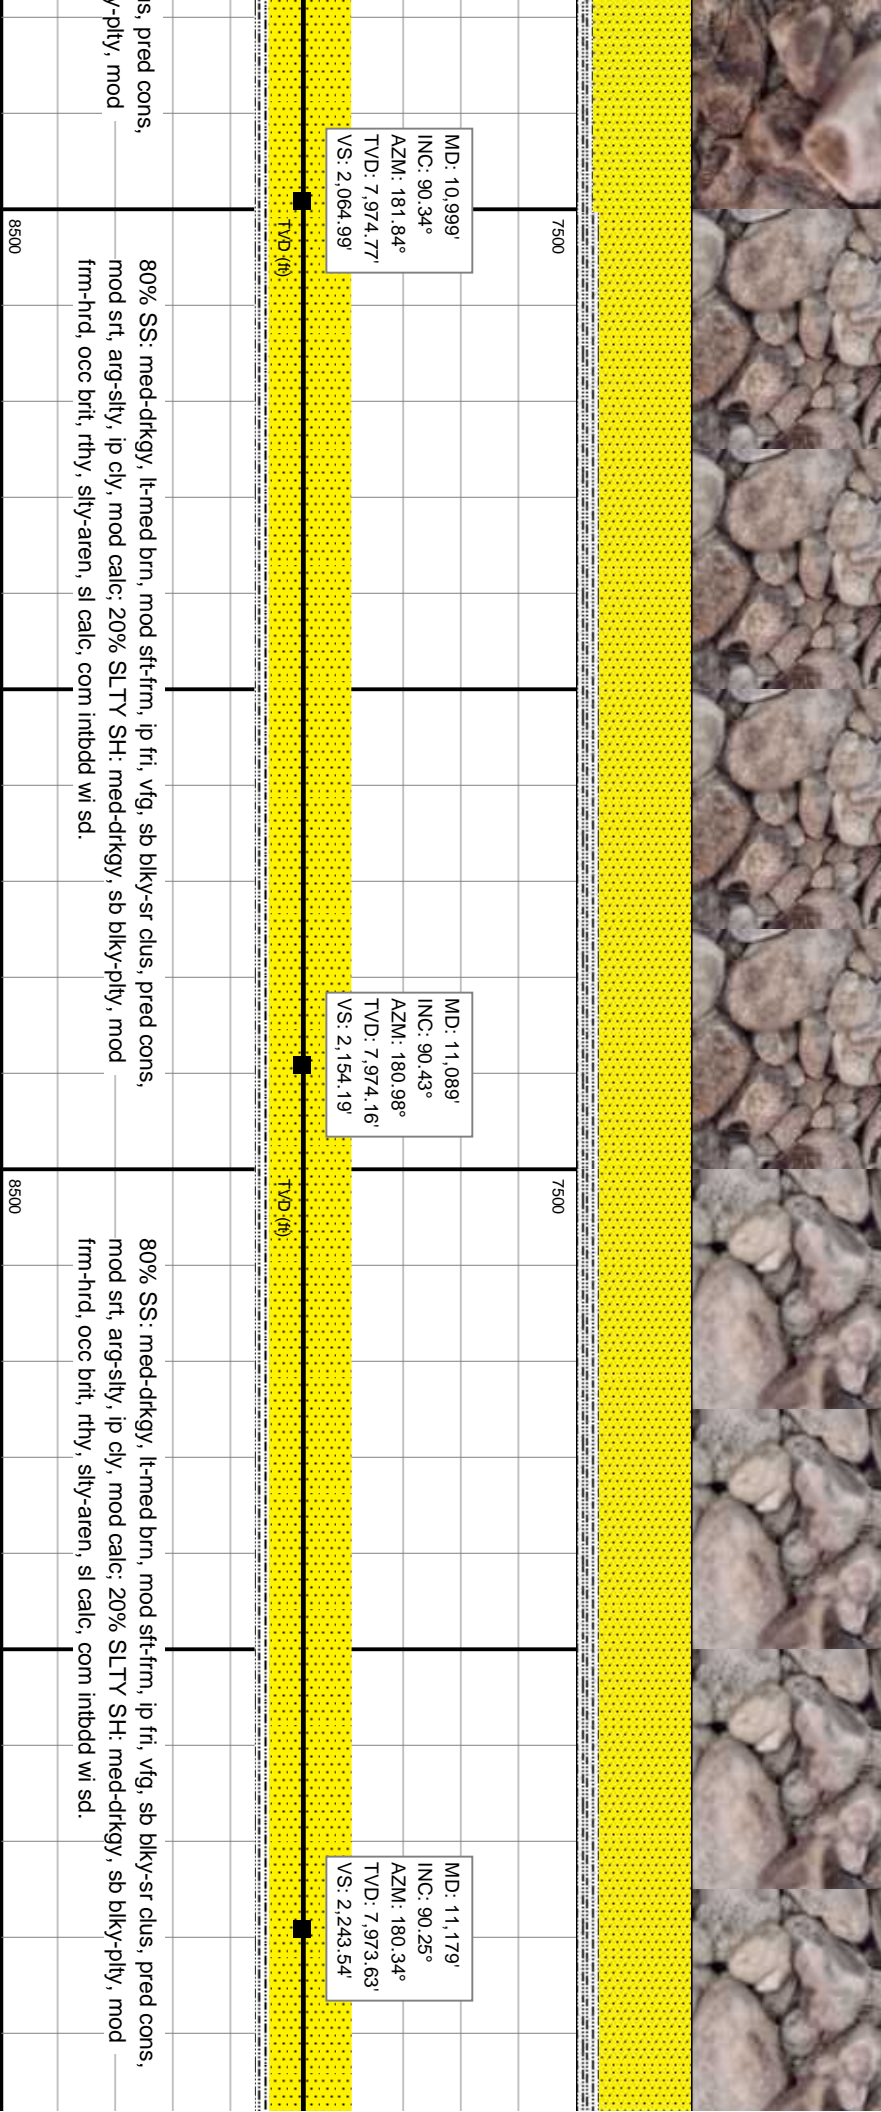 us, pred cons,
y-plty, mod
MD: 10,999'
INC: 90.34°
AZM: 181.84°
TVD: 7,974.77'
VS: 2,064.99'
7500
TVD (ft)
8500
80% SS: med-drkgy, lt-med brn, mod sft-frm, ip fri, vfg, sb blky-sr clus, pred cons,
mod srt, arg-slty, ip cly, mod calc; 20% SLTY SH: med-drkgy, sb blky-plty, mod
frm-hrd, occ brit, rthy, slty-aren, sl calc, com intbdd wi sd.
MD: 11,089'
INC: 90.43°
AZM: 180.98°
TVD: 7,974.16'
VS: 2,154.19'
7500
TVD (ft)
8500
80% SS: med-drkgy, lt-med brn, mod sft-frm, ip fri, vfg, sb blky-sr clus, pred cons,
mod srt, arg-slty, ip cly, mod calc; 20% SLTY SH: med-drkgy, sb blky-plty, mod
frm-hrd, occ brit, rthy, slty-aren, sl calc, com intbdd wi sd.
MD: 11,179'
INC: 90.25°
AZM: 180.34°
TVD: 7,973.63'
VS: 2,243.54'